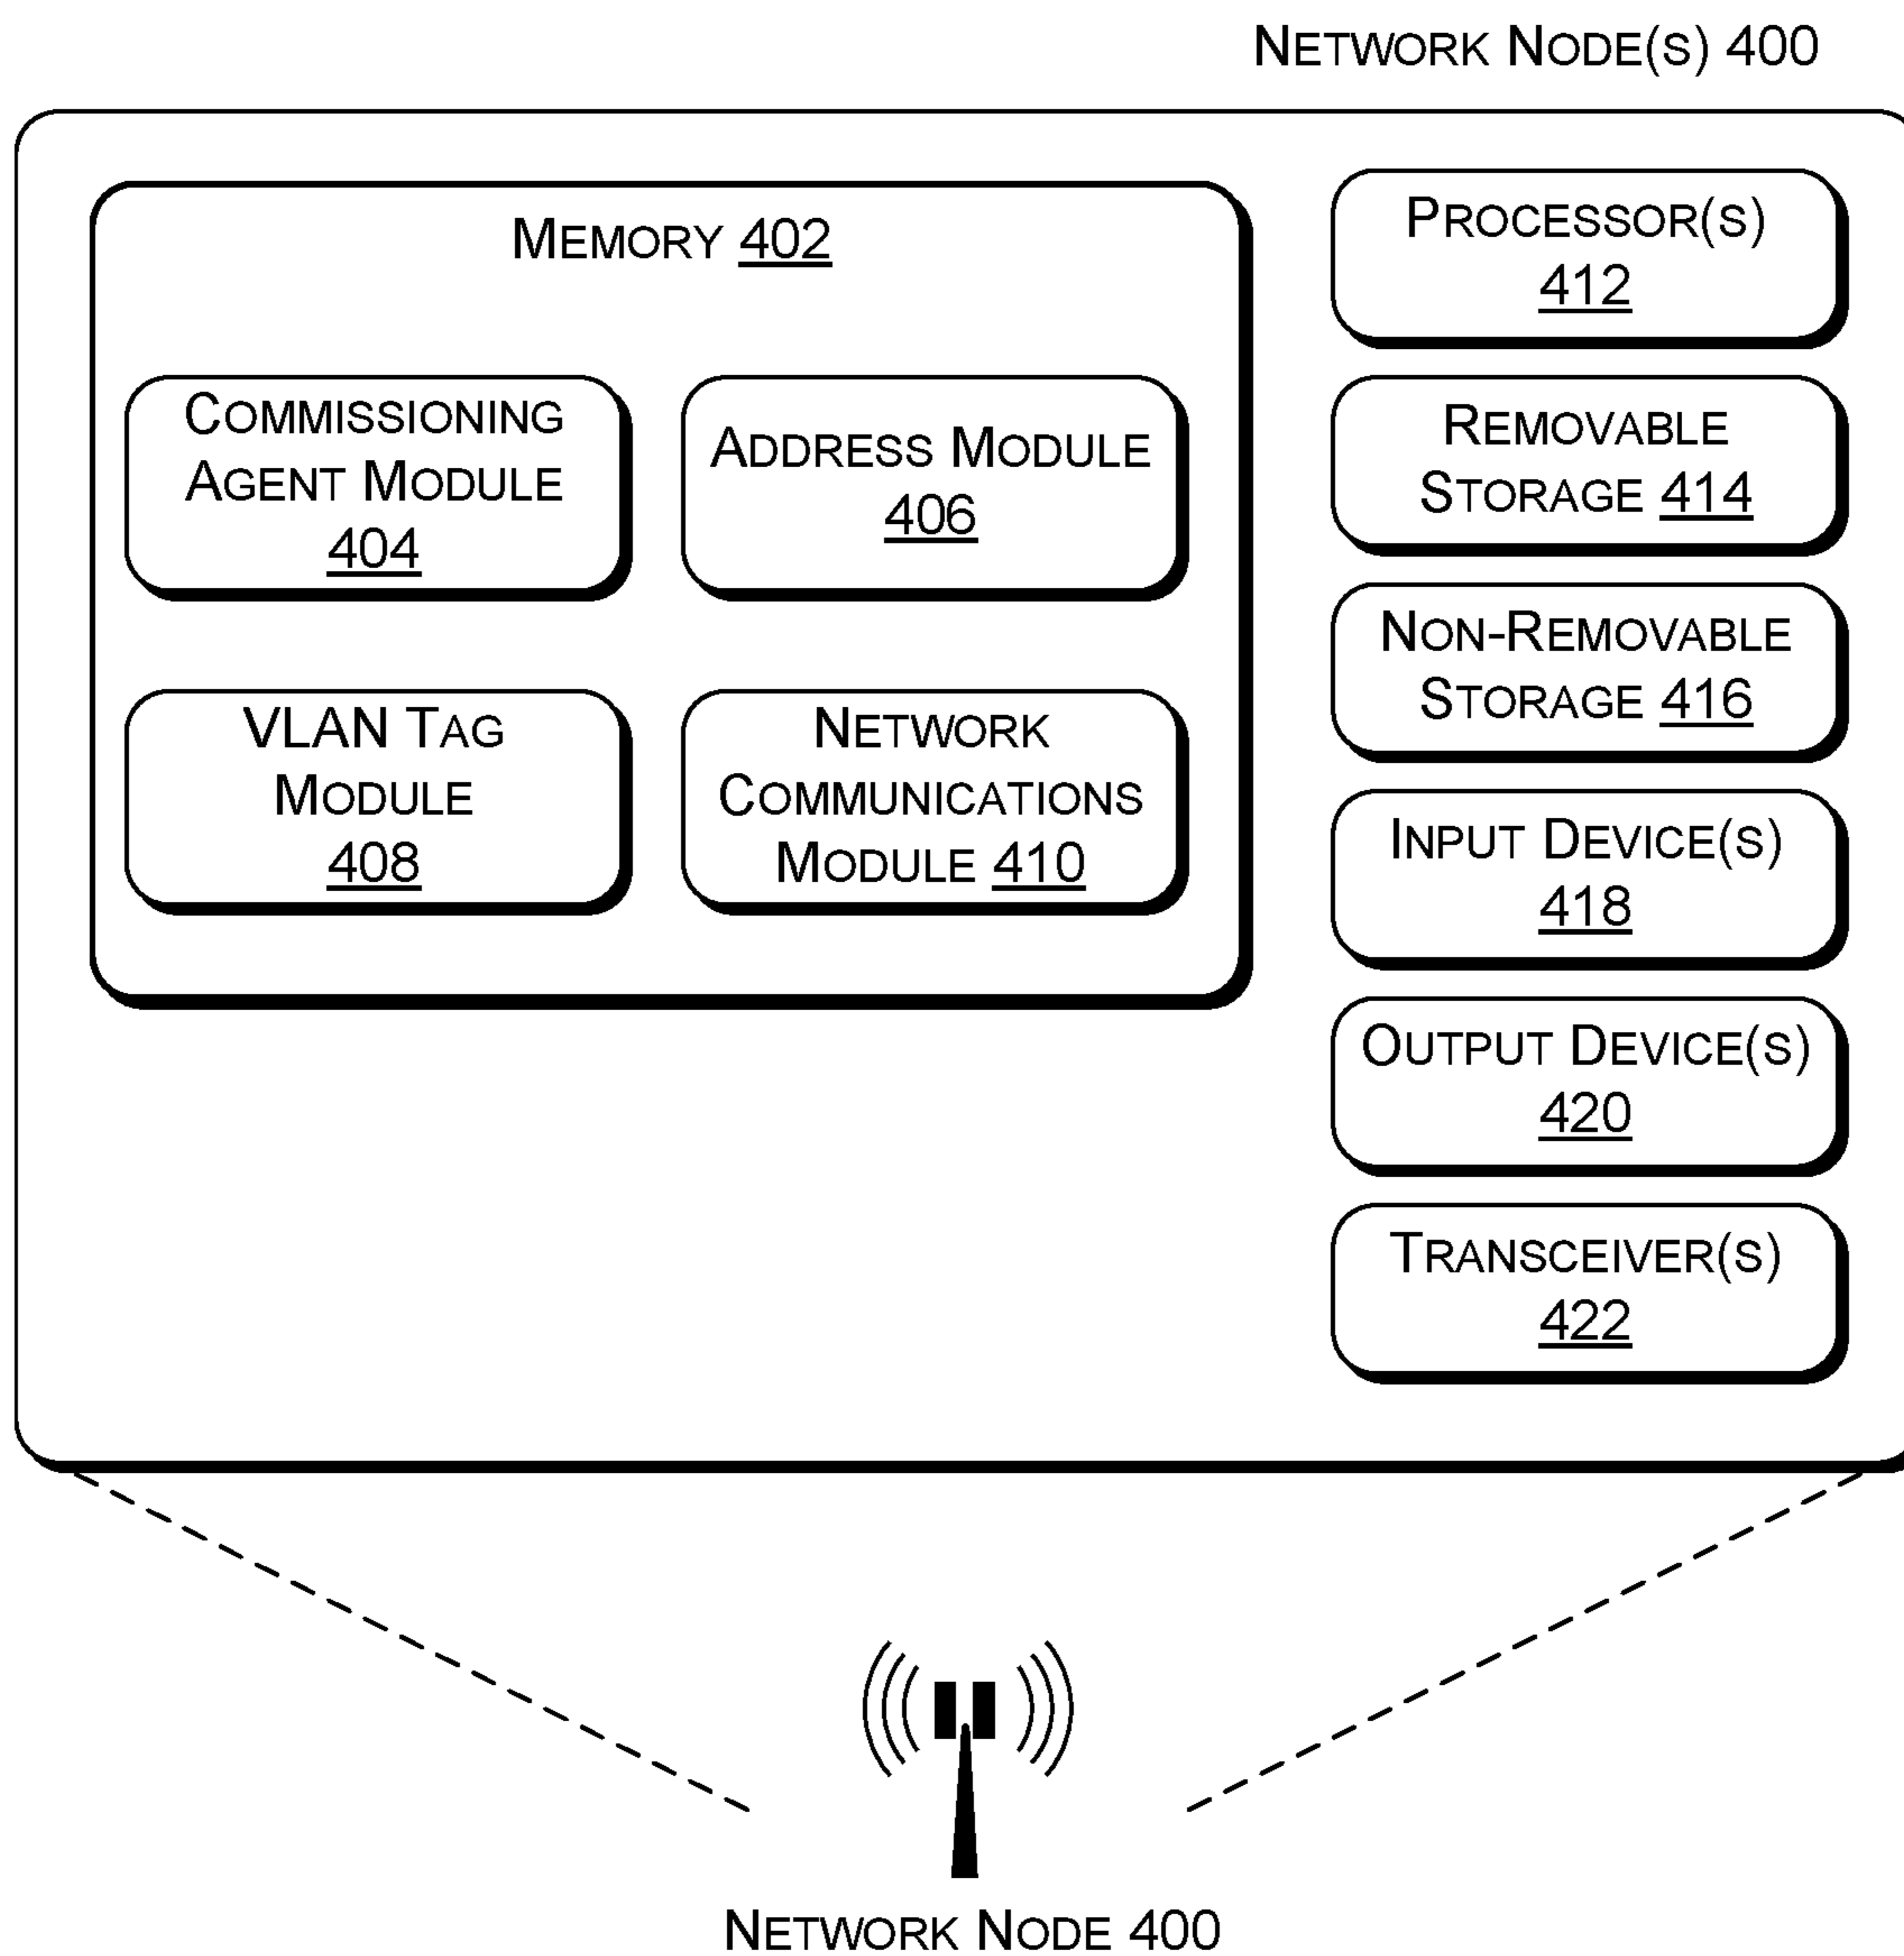 NETWORK NODE(S) 400
MEMORY 402
COMMISSIONING
AGENT MODULE
404
ADDRESS MODULE
406
VLAN TAG
MODULE
408
NETWORK
COMMUNICATIONS
MODULE 410
PROCESSOR(S)
412
REMOVABLE
STORAGE 414
NON-REMOVABLE
STORAGE 416
INPUT DEVICE(S)
418
OUTPUT DEVICE(S)
420
TRANSCEIVER(S)
422
NETWORK NODE 400